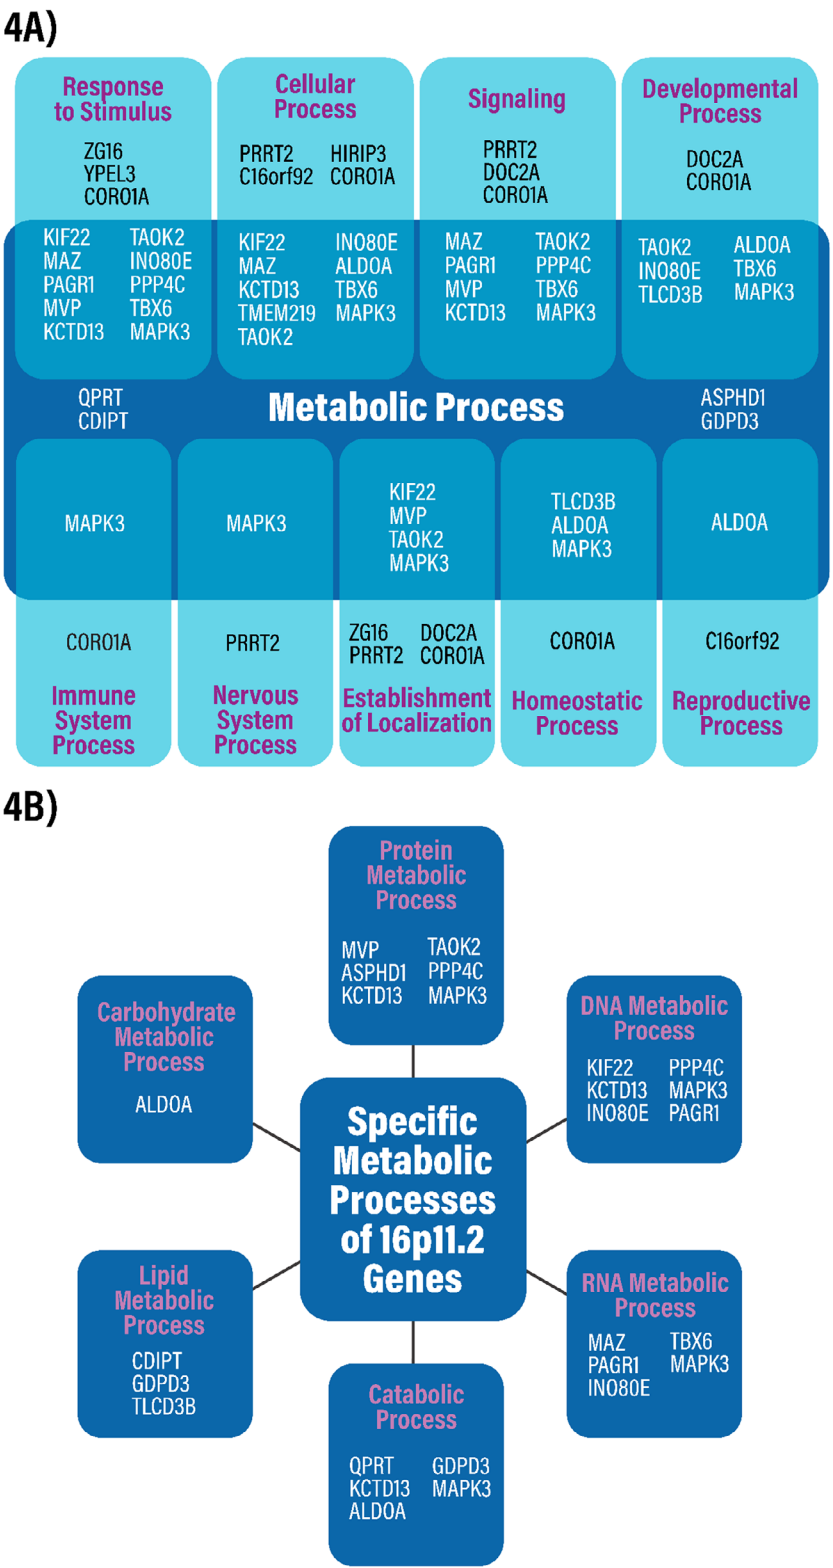 4A)
Response
to Stimulus
ZG16
YPEL3
CORO1A
Cellular
Process
PRRT2 HIRIP3
C16orf92 CORO1A
Signaling
PRRT2
DOC2A
CORO1A
Developmental
Process
DOC2A
CORO1A
KIF22 TAOK2
MAZ INO80E
PAGR1 PPP4C
MVP TBX6
KCTD13 MAPK3
KIF22 INO80E
MAZ ALDOA
KCTD13 TBX6
TMEM219 MAPK3
TAOK2
MAZ TAOK2
PAGR1 PPP4C
MVP TBX6
KCTD13 MAPK3
TAOK2 ALDOA
INO80E TBX6
TLCD3B MAPK3
QPRT
CDIPT
Metabolic Process
ASPHD1
GDPD3
MAPK3
MAPK3
KIF22
MVP
TAOK2
MAPK3
TLCD3B
ALDOA
MAPK3
ALDOA
CORO1A
Immune
System
Process
PRRT2
Nervous
System
Process
ZG16 DOC2A
PRRT2 CORO1A
Establishment
of Localization
CORO1A
Homeostatic
Process
C16orf92
Reproductive
Process
4B)
Protein
Metabolic
Process
MVP TAOK2
ASPHD1 PPP4C
KCTD13 MAPK3
Carbohydrate
Metabolic
Process
ALDOA
DNA Metabolic
Process
KIF22 PPP4C
KCTD13 MAPK3
INO80E PAGR1
Specific
Metabolic
Processes
of 16p11.2
Genes
Lipid
Metabolic
Process
CDIPT
GDPD3
TLCD3B
RNA Metabolic
Process
MAZ TBX6
PAGR1 MAPK3
INO80E
Catabolic
Process
QPRT GDPD3
KCTD13 MAPK3
ALDOA